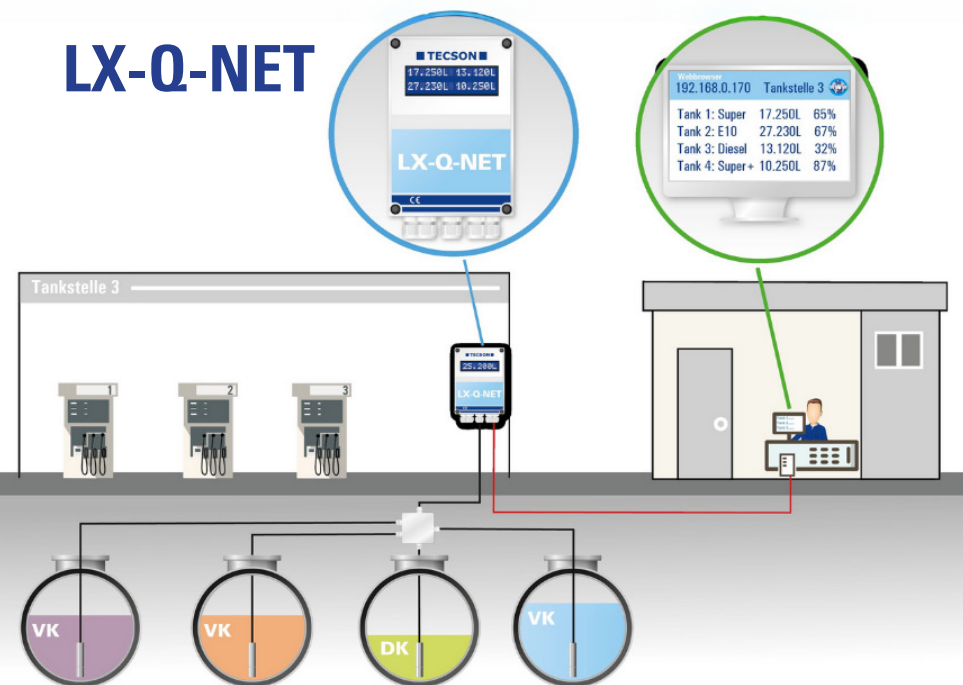 LX-Q-NET
TECSON
17.250L 13.120L
27.230L 10.250L
LX-Q-NET
CE
Webbrowser
192.168.0.170 Tankstelle 3
Tank 1: Super 17.250L 65%
Tank 2: E10 27.230L 67%
Tank 3: Diesel 13.120L 32%
Tank 4: Super+ 10.250L 87%
Tankstelle 3
TECSON
25.200L
LX-Q-NET
1
2
3
VK
VK
DK
VK